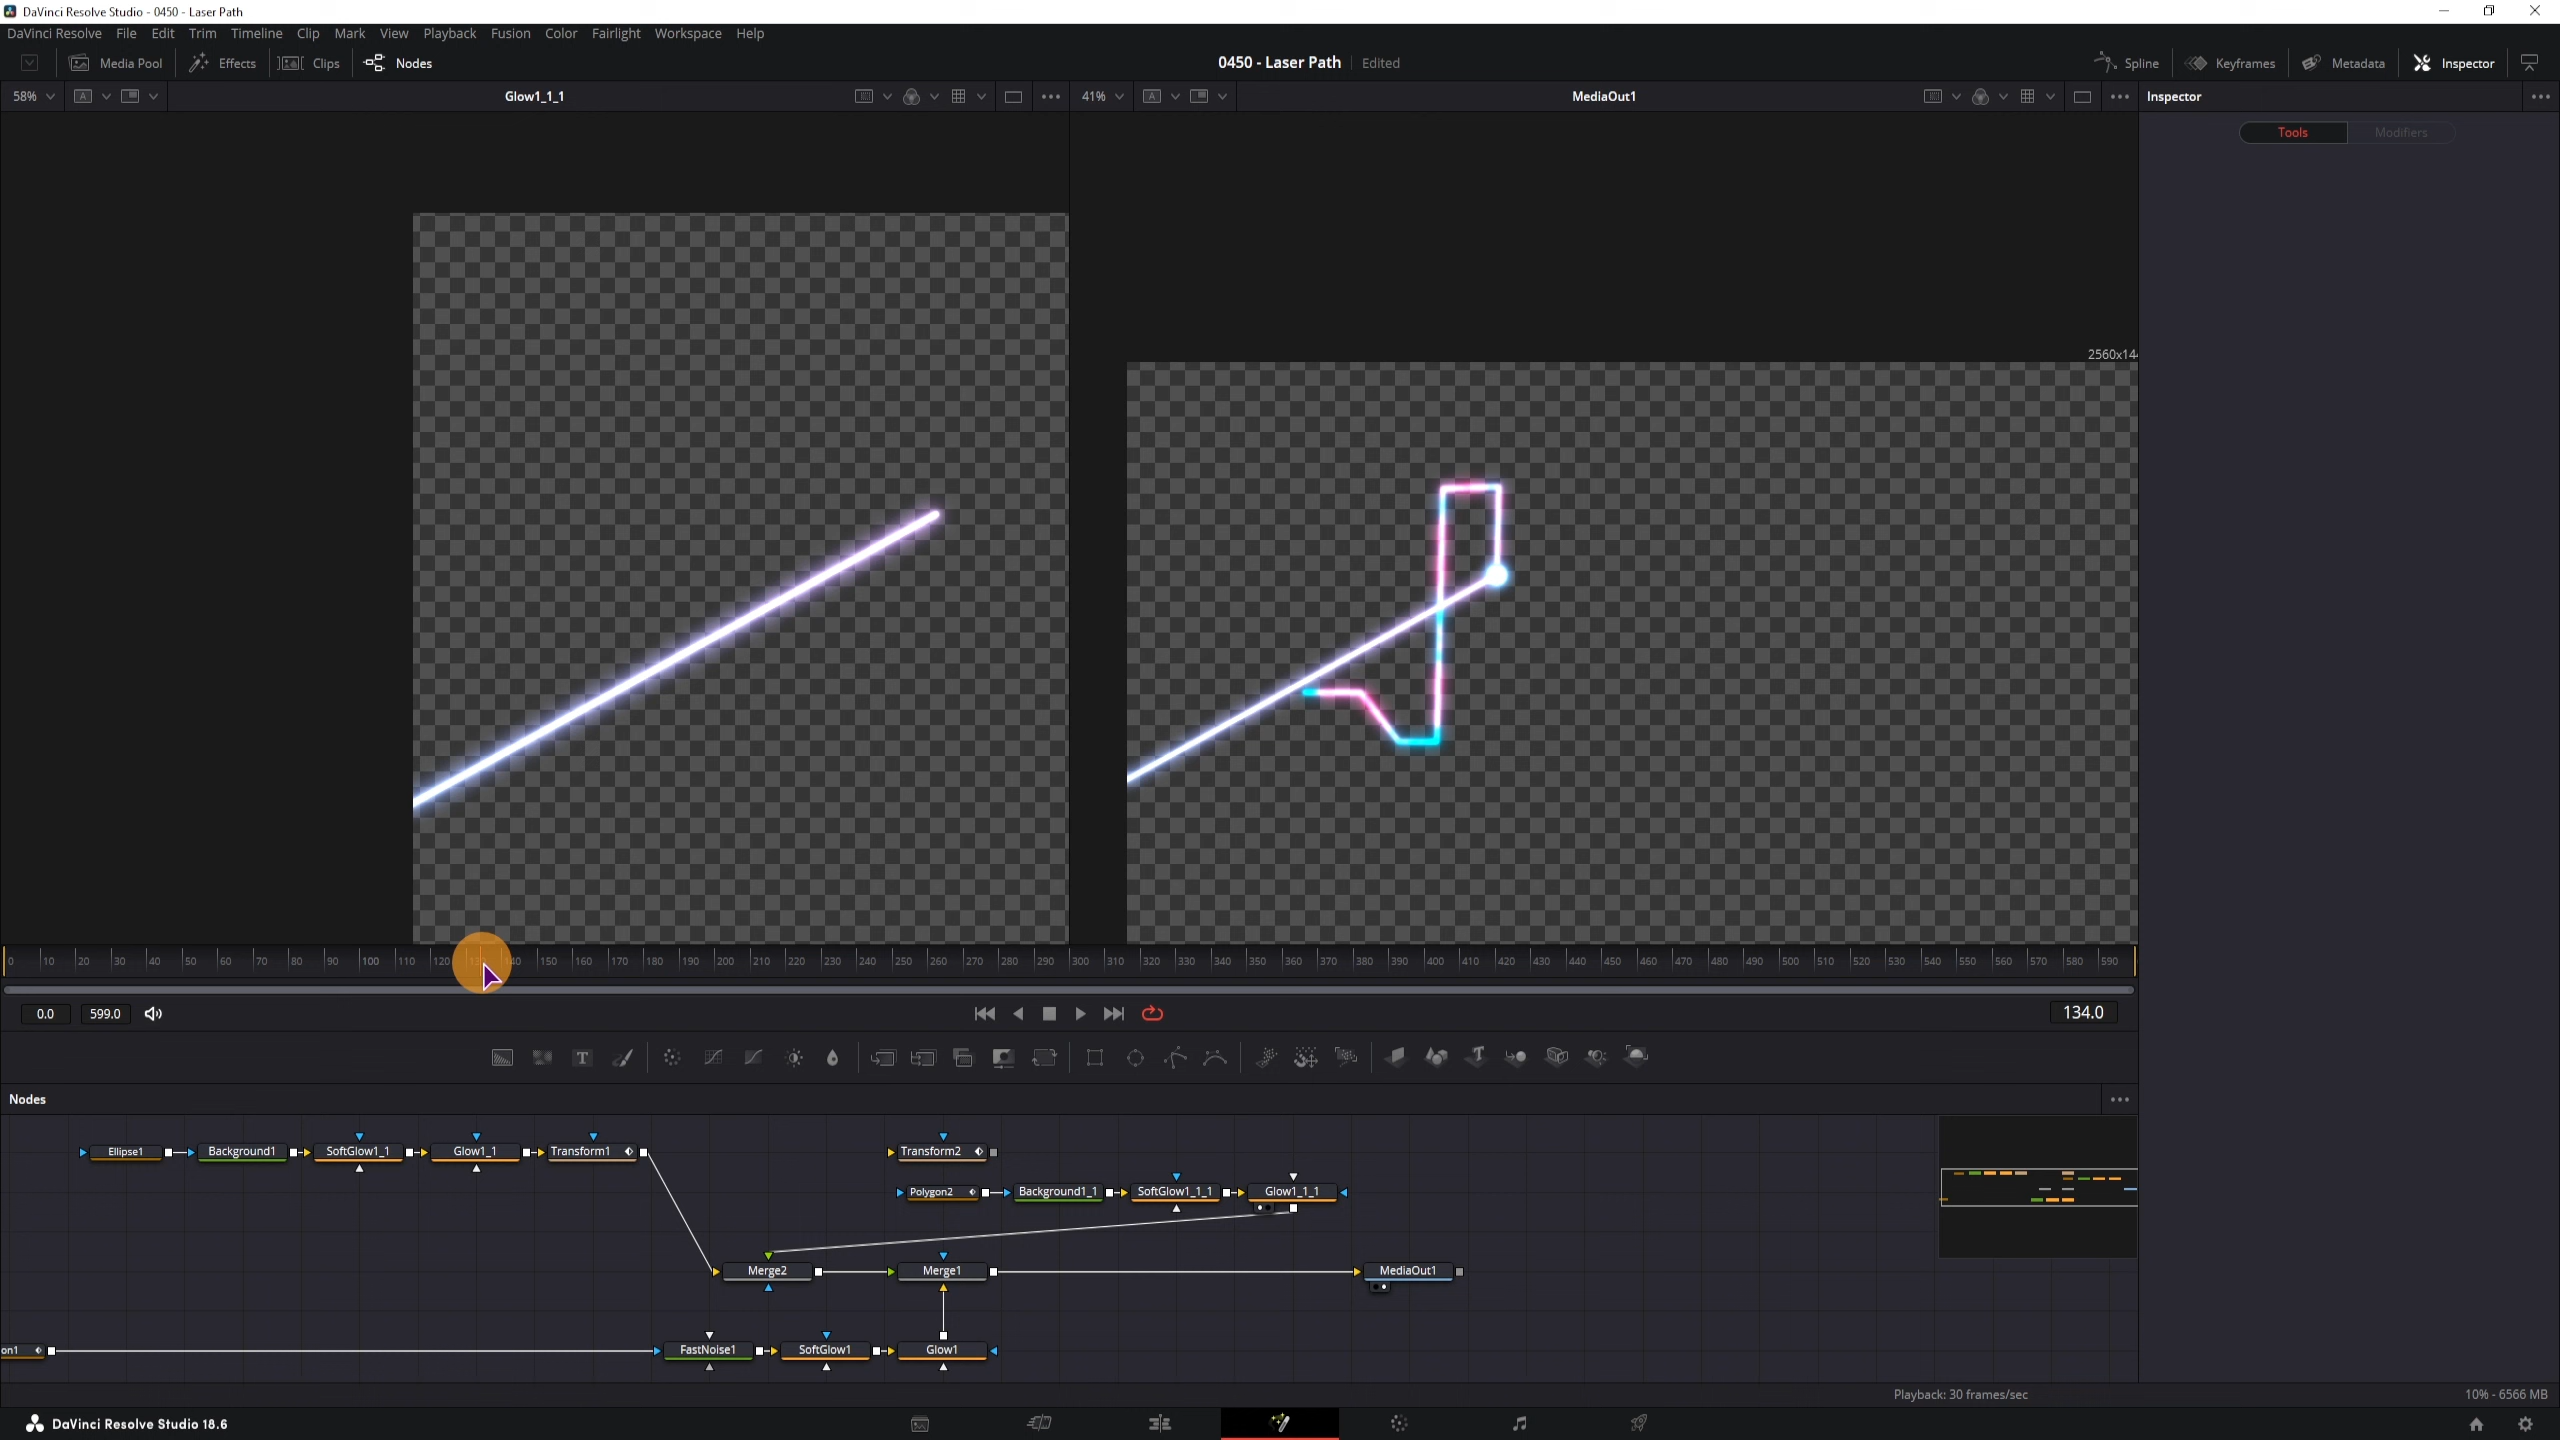 DaVinci Resolve Studio - 0450 - Laser Path
DaVinci Resolve File Edit Trim Timeline Clip Mark View Playback Fusion Color Fairlight Workspace Help
Media Pool Effects Clips Nodes 0450 - Laser Path Edited Spline Keyframes Metadata Inspector
58% A Glow1_1_1 41% A MediaOut1 Inspector
Tools Modifiers
2560x14
0 10 20 30 40 50 60 70 80 90 100 110 120 140 150 160 170 180 190 200 210 220 230 240 250 260 270 280 290 300 310 320 330 340 350 360 370 380 390 400 410 420 430 440 450 460 470 480 490 500 510 520 530 540 550 560 570 580 590
0.0 599.0 134.0
T T
Nodes
Ellipse1 Background1 SoftGlow1_1 Glow1_1 Transform1 Transform2
Polygon2 Background1_1 SoftGlow1_1_1 Glow1_1_1
Merge2 Merge1 MediaOut1
on1 FastNoise1 SoftGlow1 Glow1
Playback: 30 frames/sec 10% - 6566 MB
DaVinci Resolve Studio 18.6